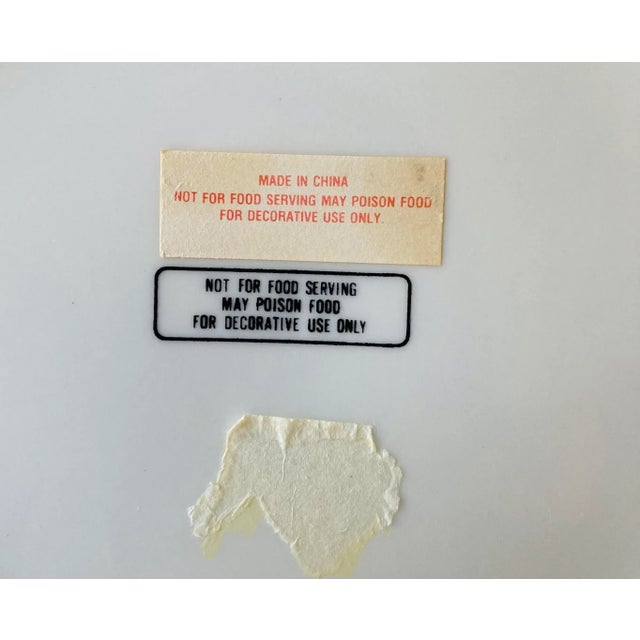 MADE IN CHINA
NOT FOR FOOD SERVING MAY POISON FOOD
FOR DECORATIVE USE ONLY.
NOT FOR FOOD SERVING
MAY POISON FOOD
FOR DECORATIVE USE ONLY